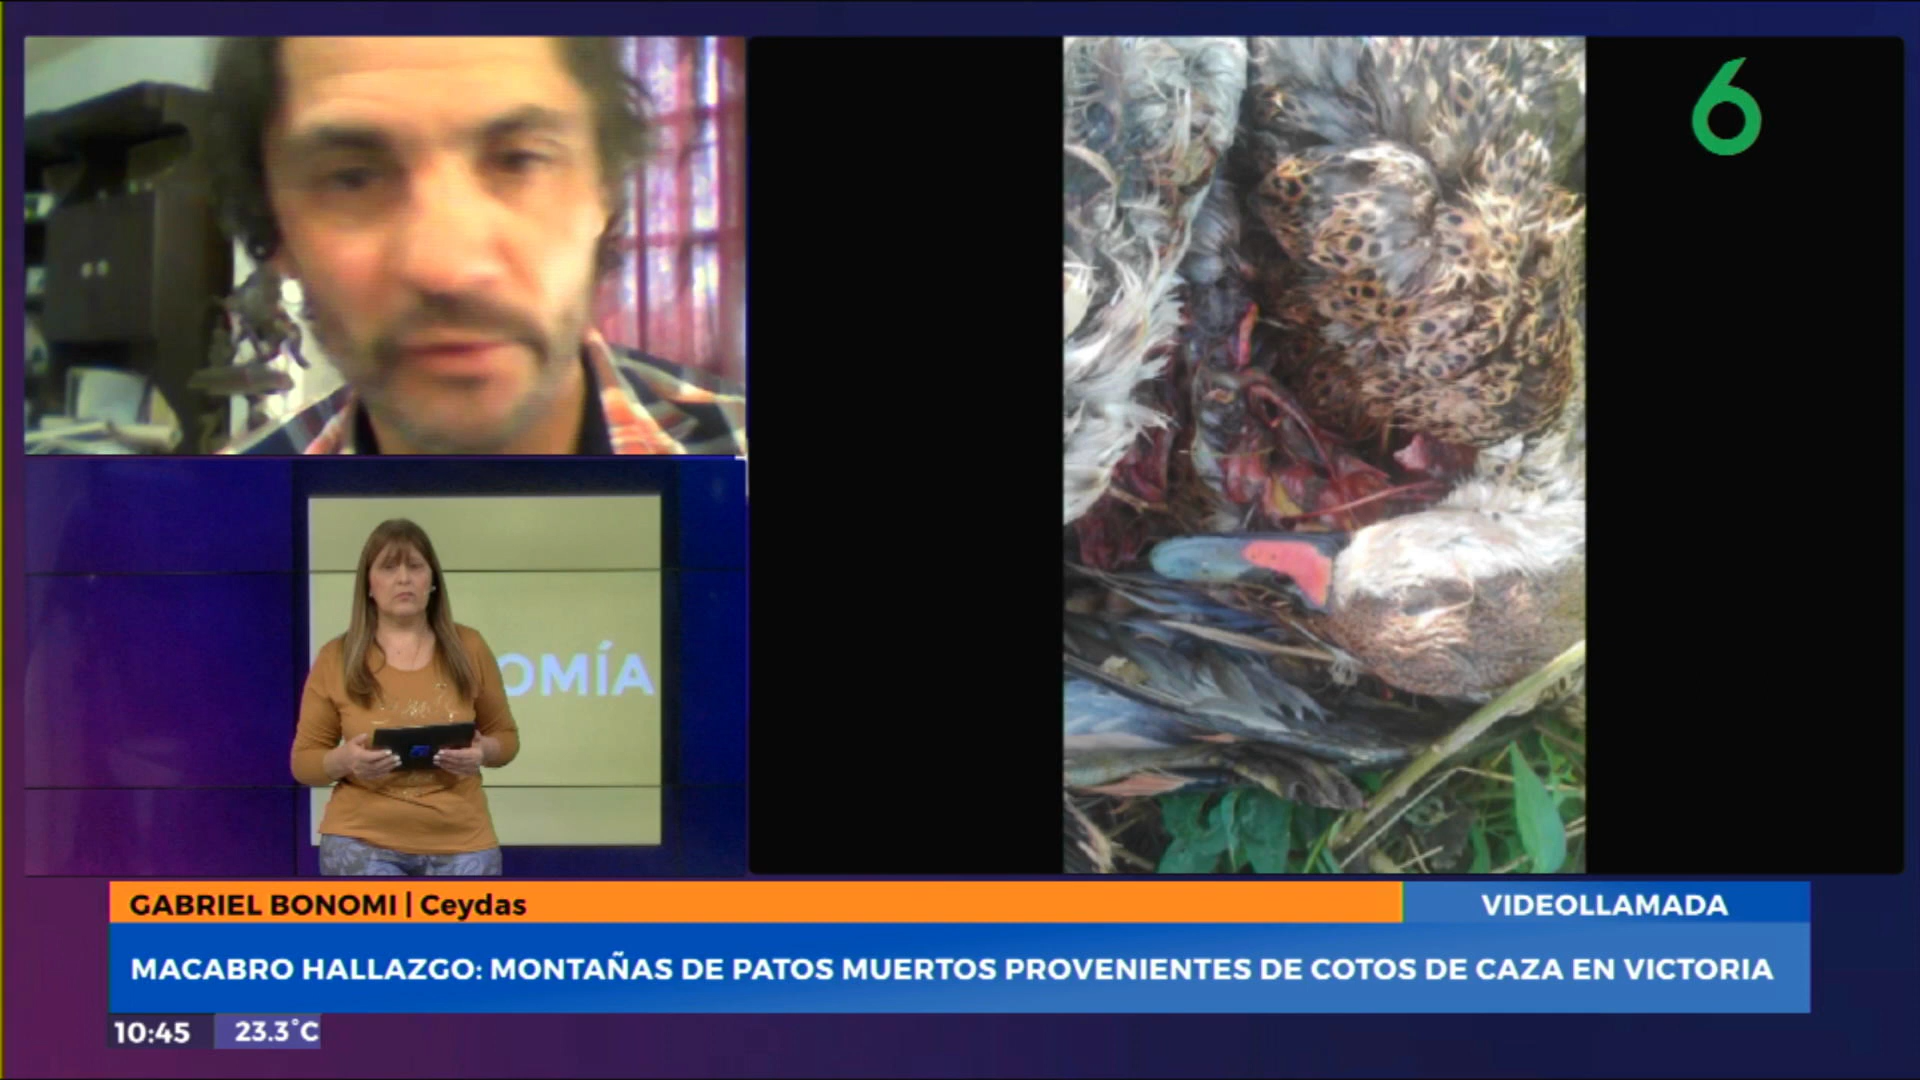 6
OMÍA
GABRIEL BONOMI | Ceydas
VIDEOLLAMADA
MACABRO HALLAZGO: MONTAÑAS DE PATOS MUERTOS PROVENIENTES DE COTOS DE CAZA EN VICTORIA
10:45 23.3°C